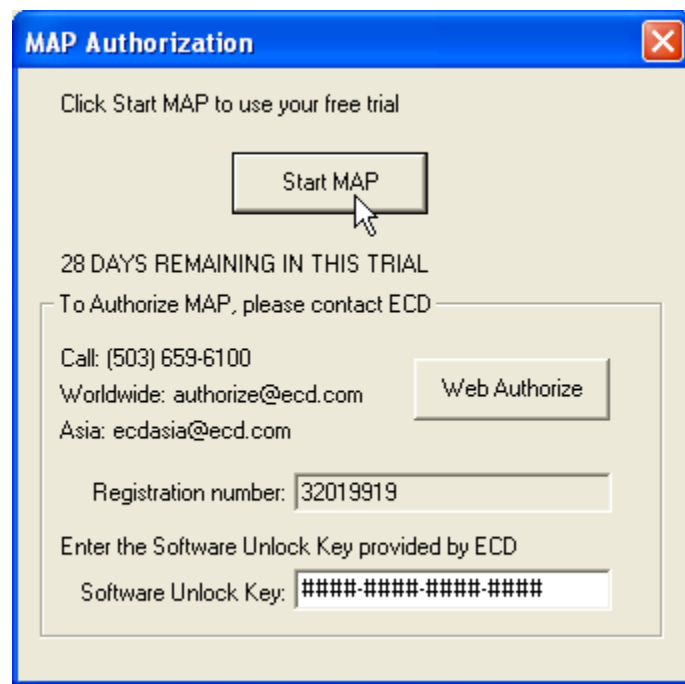 MAP Authorization
Click Start MAP to use your free trial
Start MAP
28 DAYS REMAINING IN THIS TRIAL
To Authorize MAP, please contact ECD
Call: (503) 659-6100
Worldwide: authorize@ecd.com
Asia: ecdasia@ecd.com
Web Authorize
Registration number: 32019919
Enter the Software Unlock Key provided by ECD
Software Unlock Key: ####-####-####-####